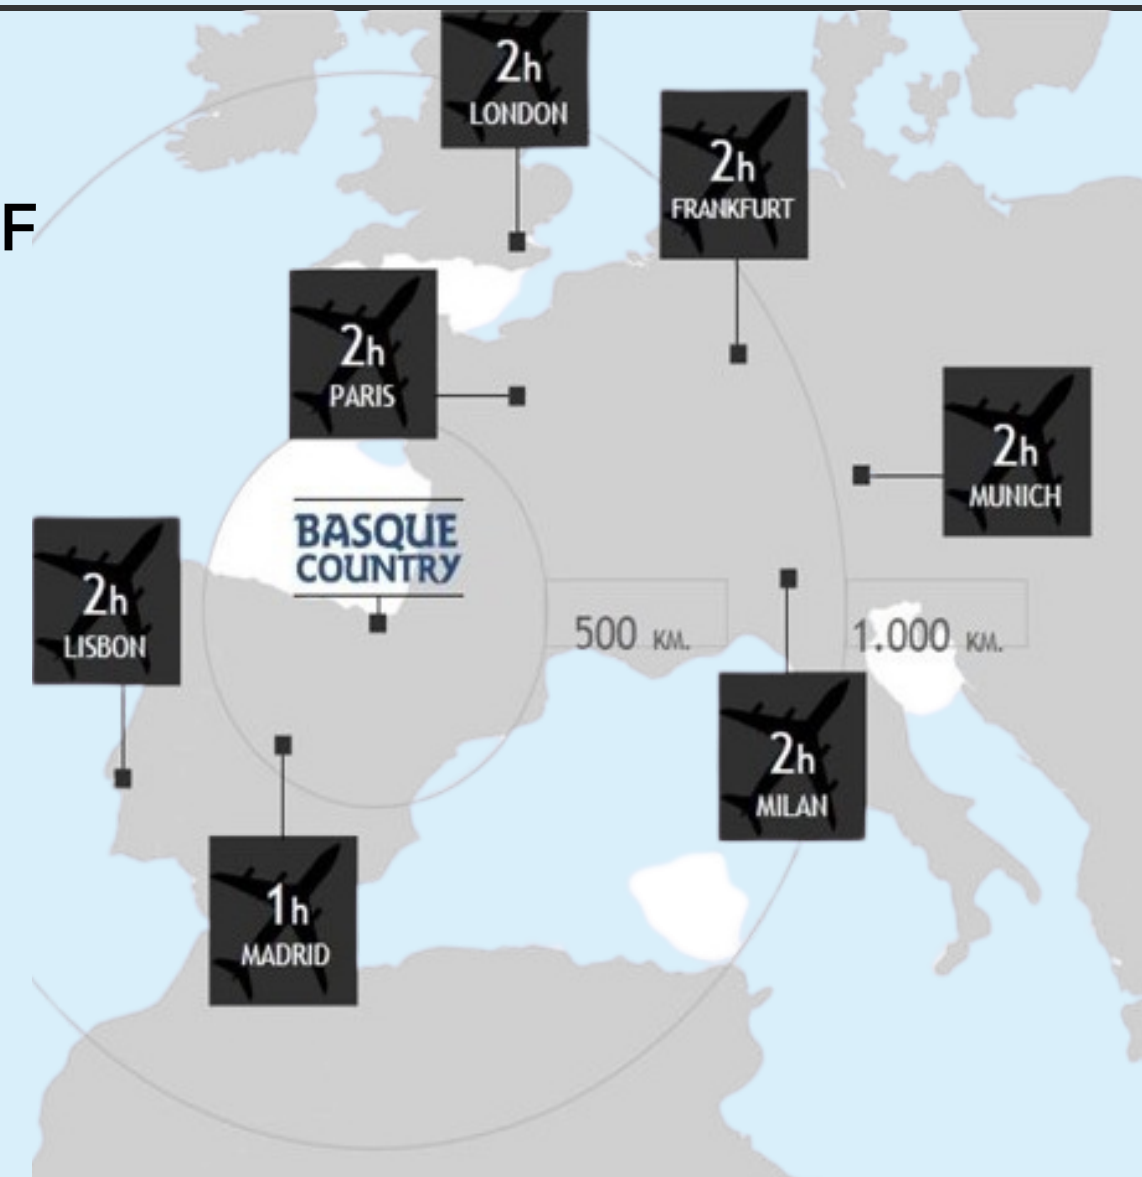 2h
LONDON
2h
FRANKFURT
F
2h
PARIS
2h
MUNICH
BASQUE
COUNTRY
2h
LISBON
500 KM.
1.000 KM.
2h
MILAN
1h
MADRID